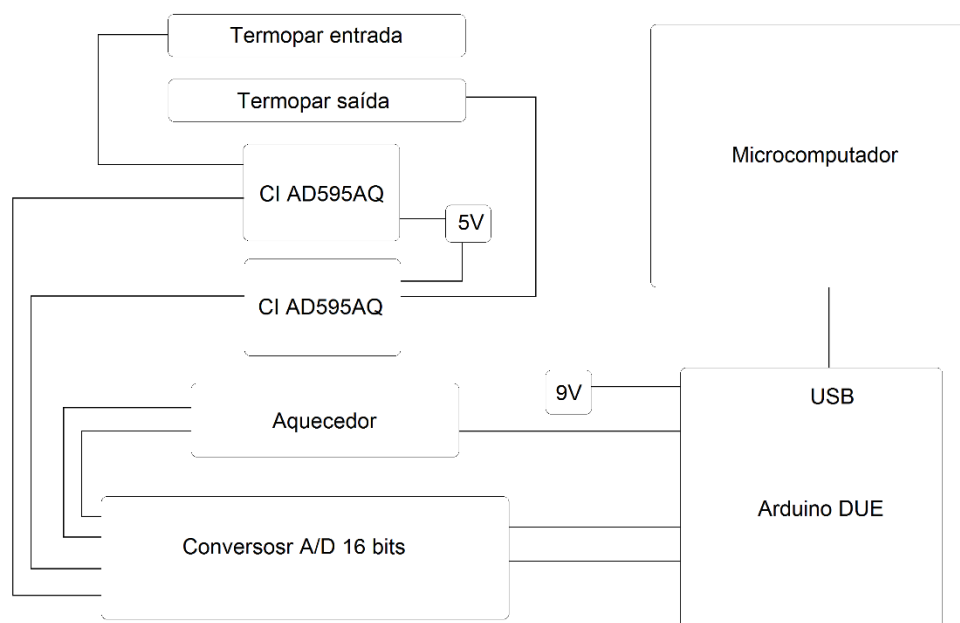 Termopar entrada
Termopar saída
Microcomputador
CI AD595AQ
5V
CI AD595AQ
9V
USB
Aquecedor
Arduino DUE
Conversosr A/D 16 bits